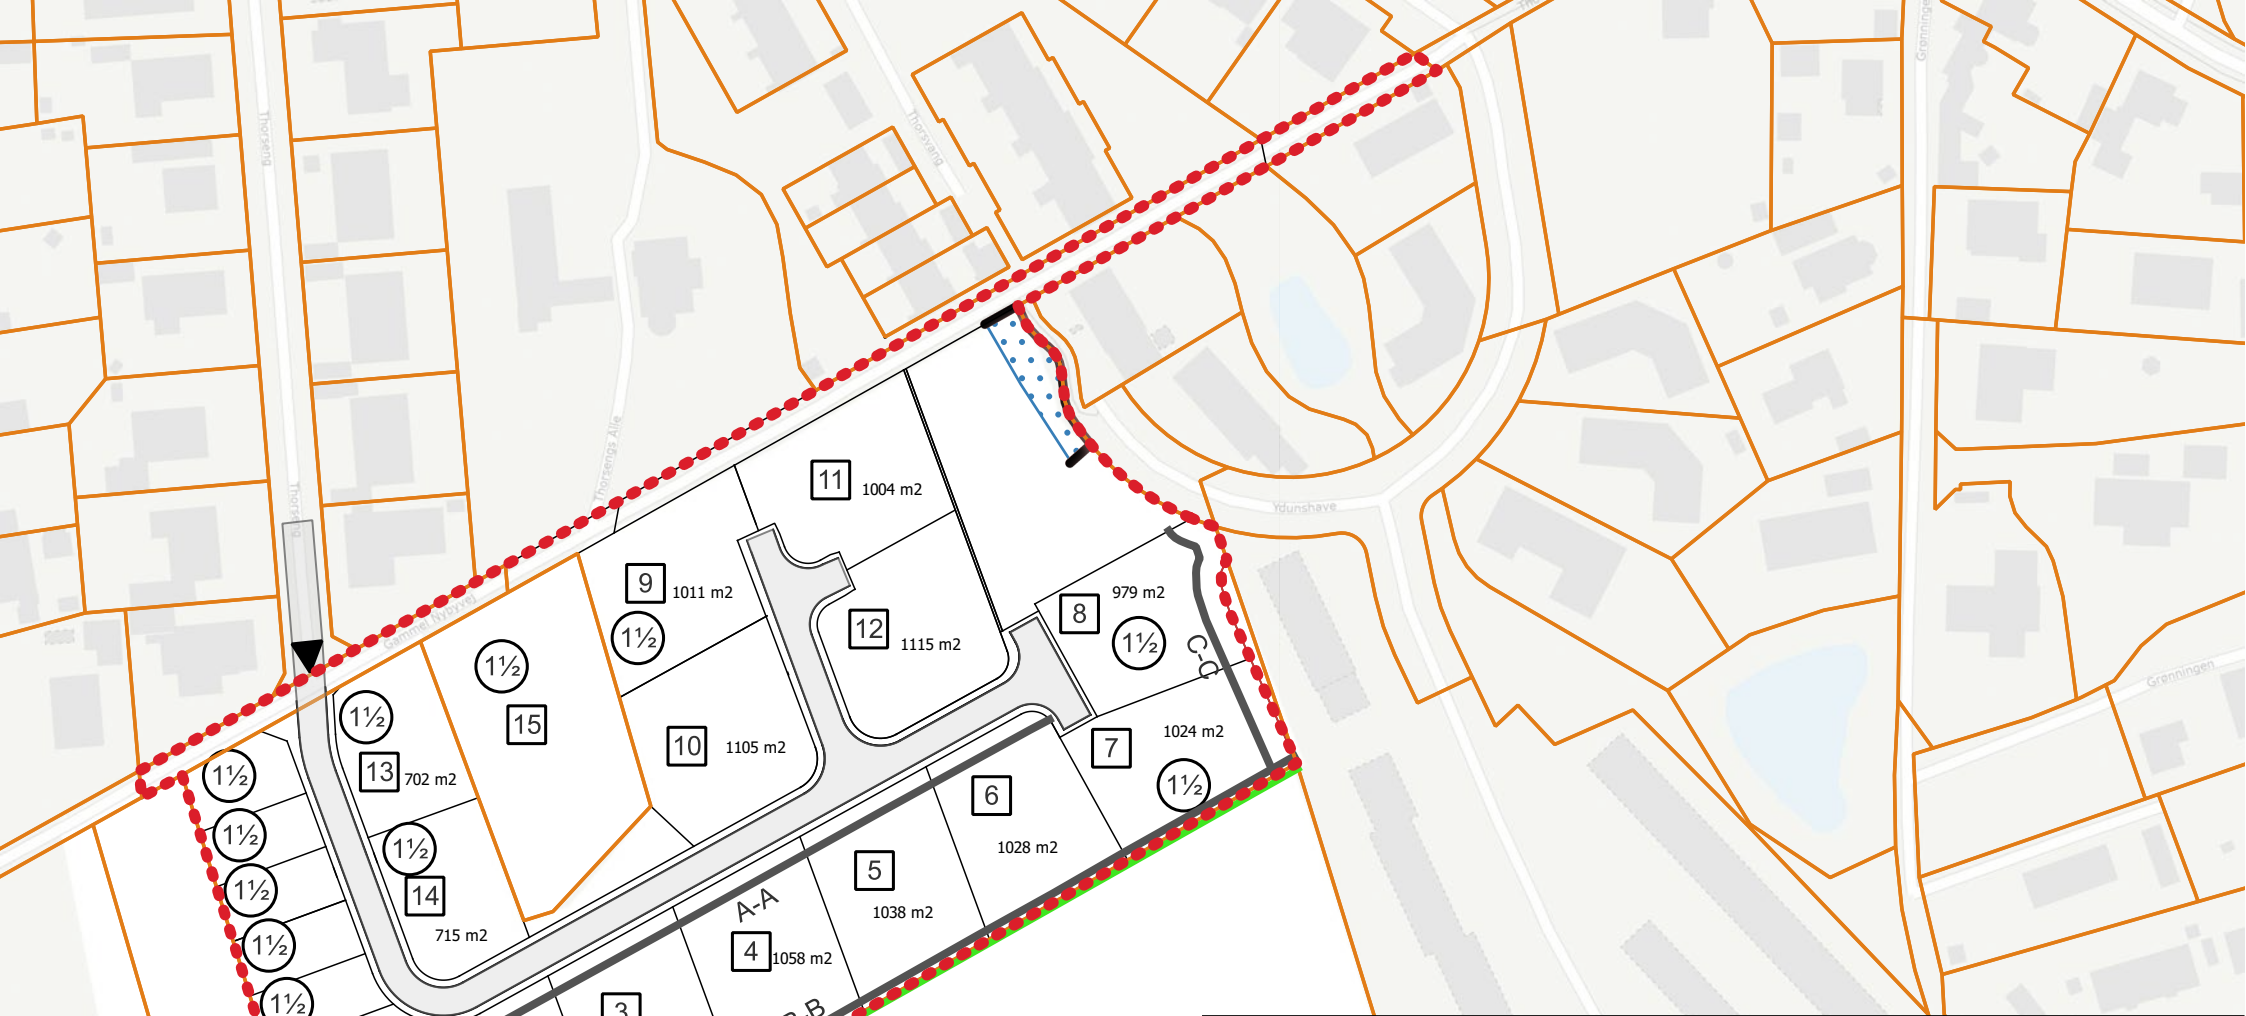 Thorseng
Thorsvang
Grønningen
Thorseng
Thorsengs Alle
Gammel Nybyvej
Ydunshave
Grønningen
11
1004 m2
9
1011 m2
1½
12
1115 m2
8
979 m2
1½
C-C
1½
15
10
1105 m2
7
1024 m2
1½
1½
13
702 m2
1½
14
715 m2
6
1028 m2
5
1038 m2
A-A
4
1058 m2
3
B-B
1½
1½
1½
1½
1½